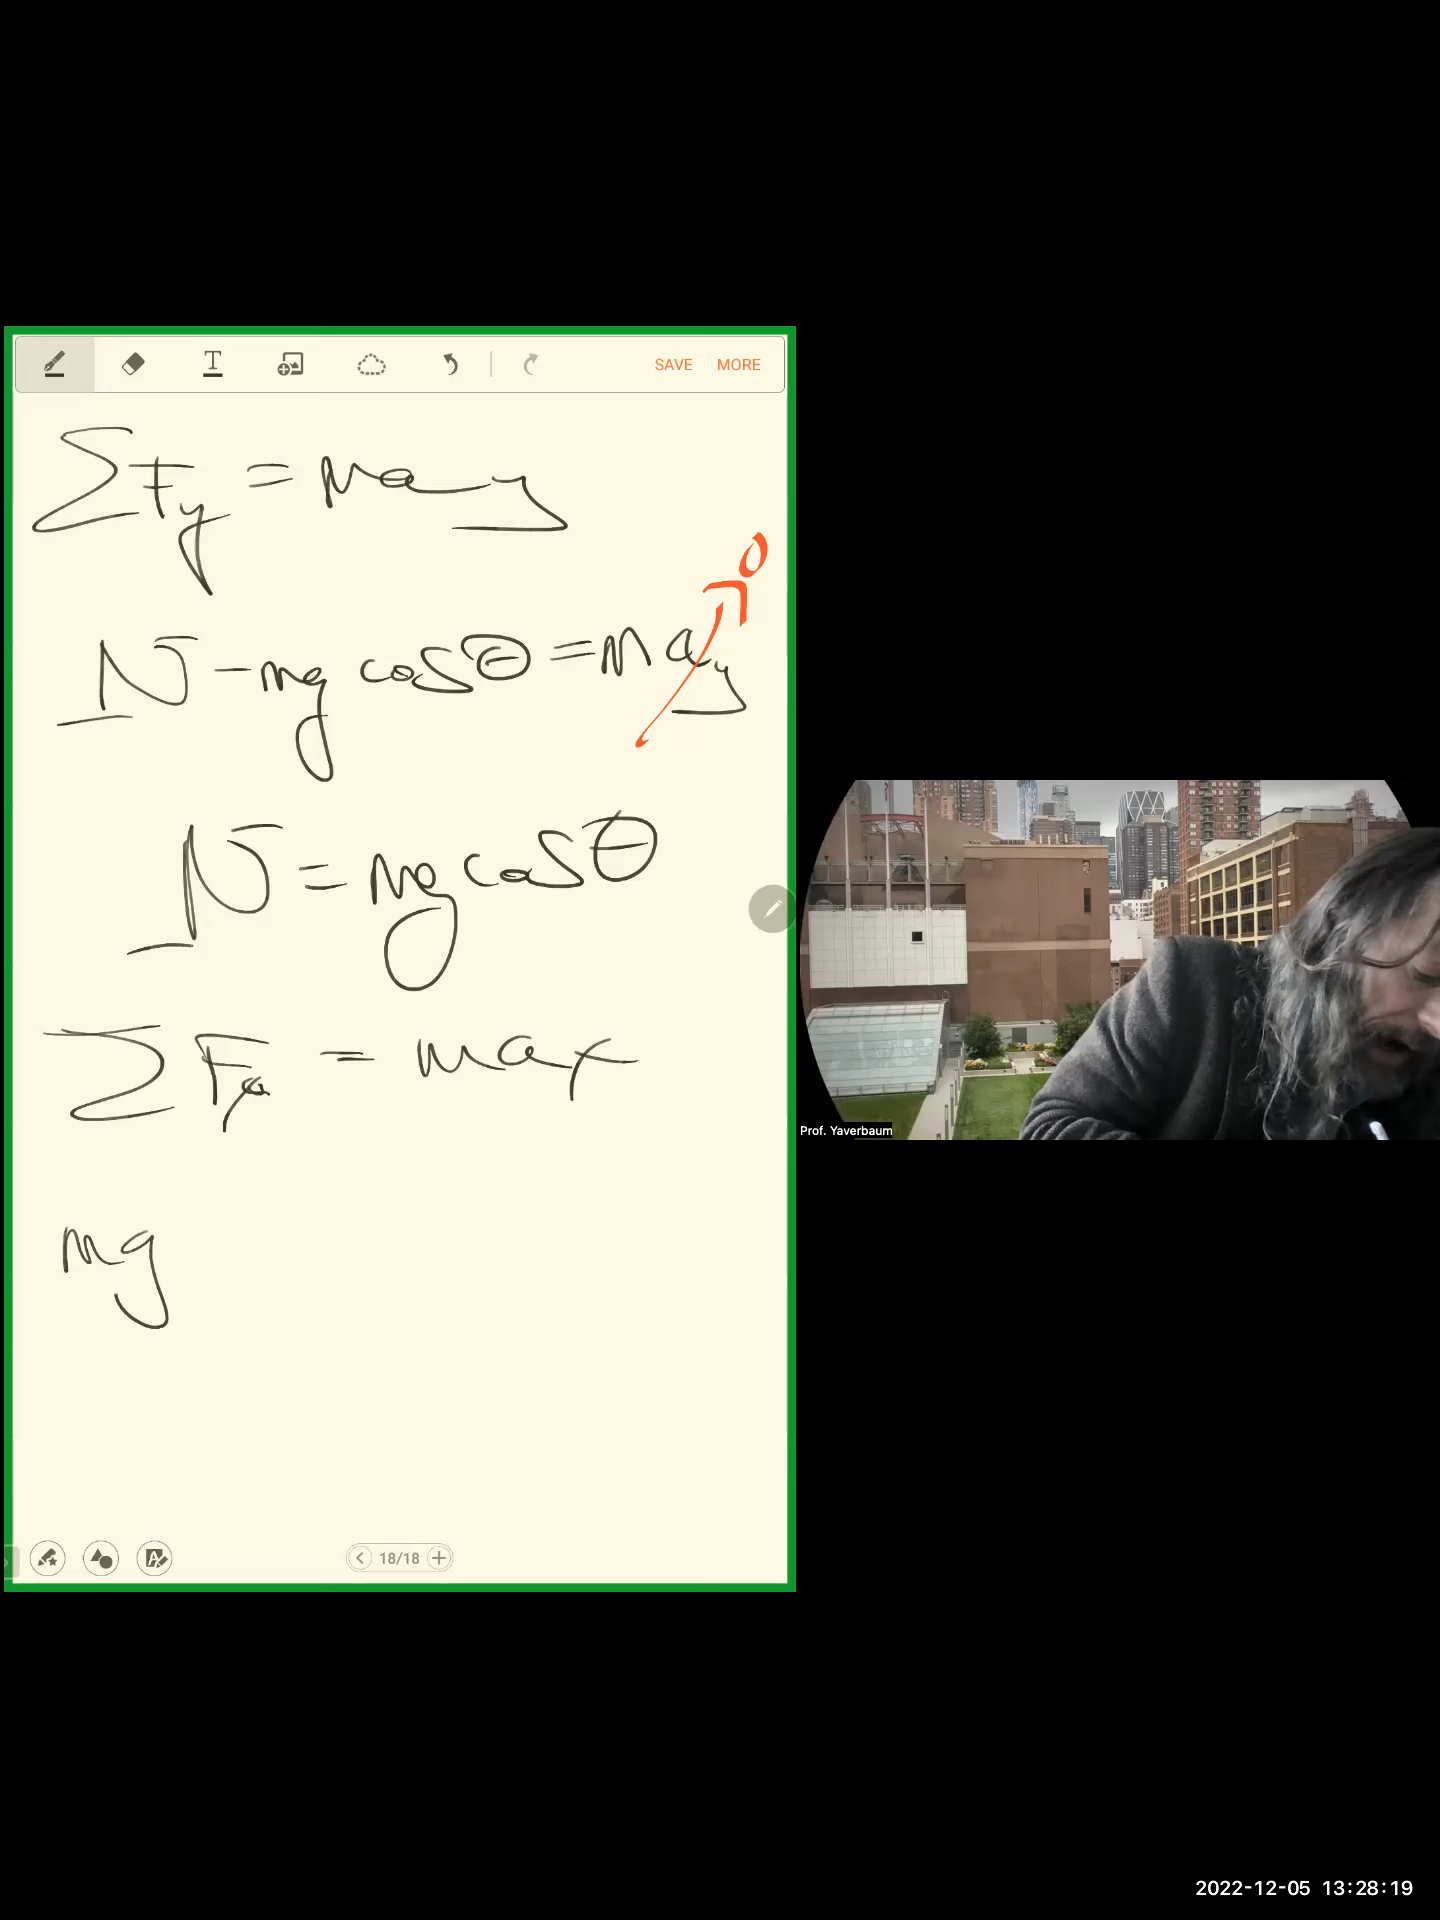 SAVE MORE
ΣFy = may
N - mg cosθ = may 0
N = mg cosθ
ΣFx = max
mg
Prof. Yaverbaum
18/18
2022-12-05 13:28:19